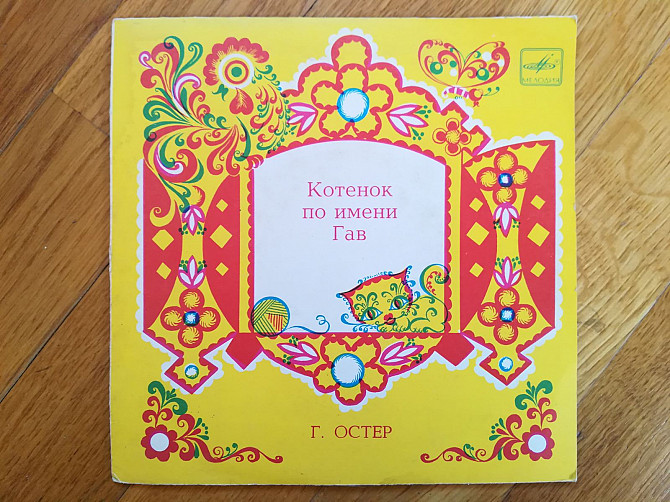 МЕЛОДИЯ
Котенок
по имени
Гав
Г. ОСТЕР